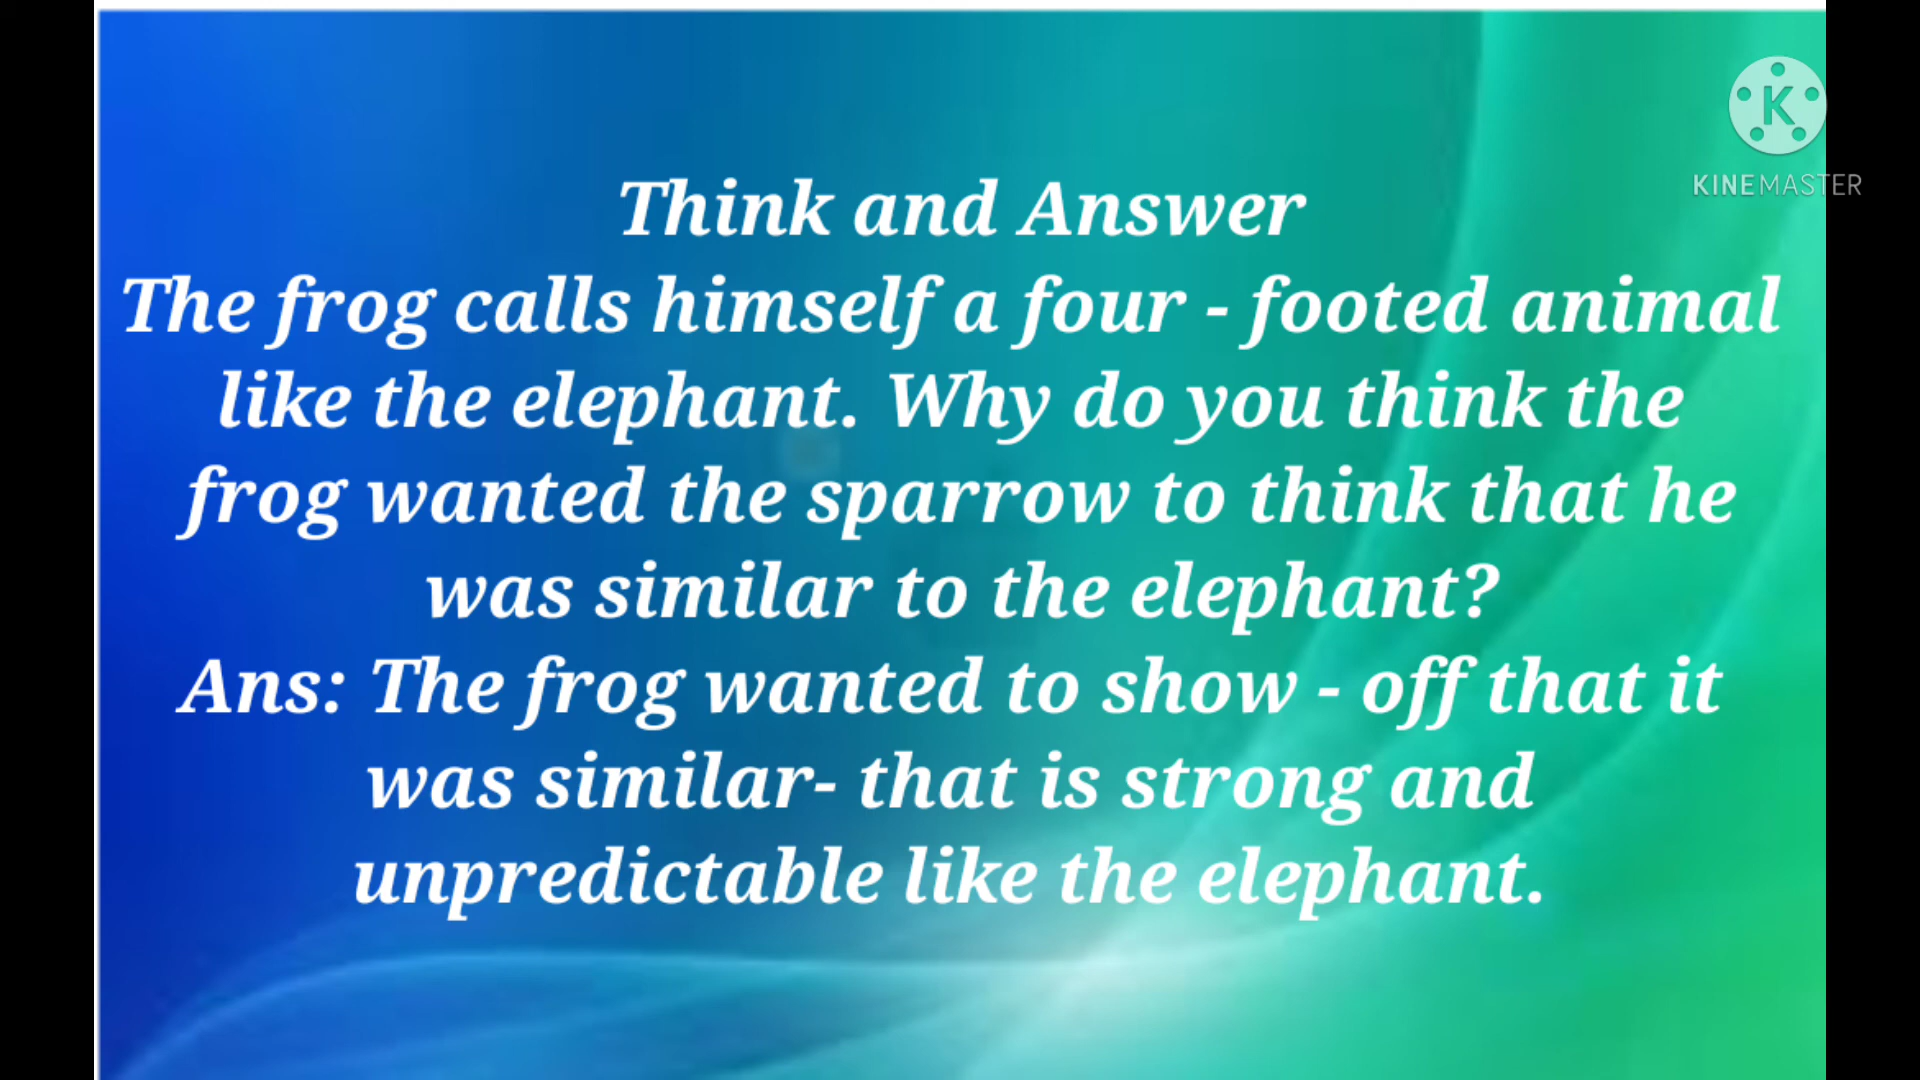 KINEMASTER
Think and Answer
The frog calls himself a four - footed animal
like the elephant. Why do you think the
frog wanted the sparrow to think that he
was similar to the elephant?
Ans: The frog wanted to show - off that it
was similar- that is strong and
unpredictable like the elephant.